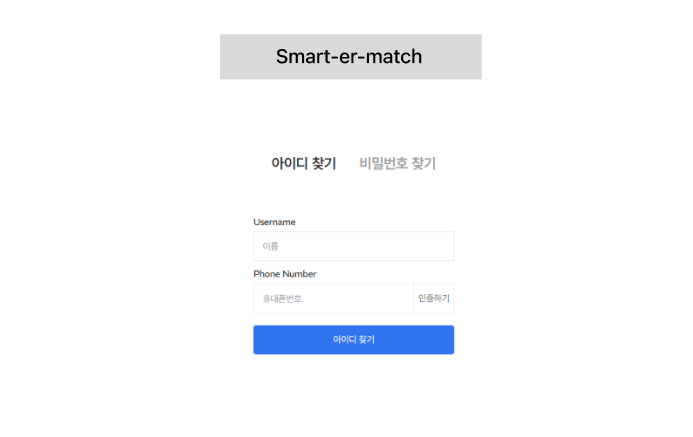 Smart-er-match
아이디 찾기 비밀번호 찾기
Username
이름
Phone Number
휴대폰번호 인증하기
아이디 찾기